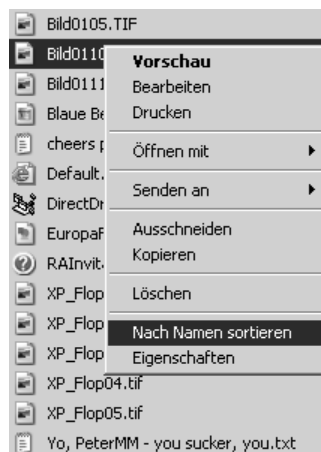 Bild0105.TIF
Bild0110
Vorschau
Bild0111
Bearbeiten
Blaue Be
Drucken
cheers p
Öffnen mit
Default.
Senden an
DirectDr
Ausschneiden
EuropaF
Kopieren
RAInvit.
Löschen
XP_Flop
XP_Flop
Nach Namen sortieren
XP_Flop
Eigenschaften
XP_Flop04.tif
XP_Flop05.tif
Yo, PeterMM - you sucker, you.txt